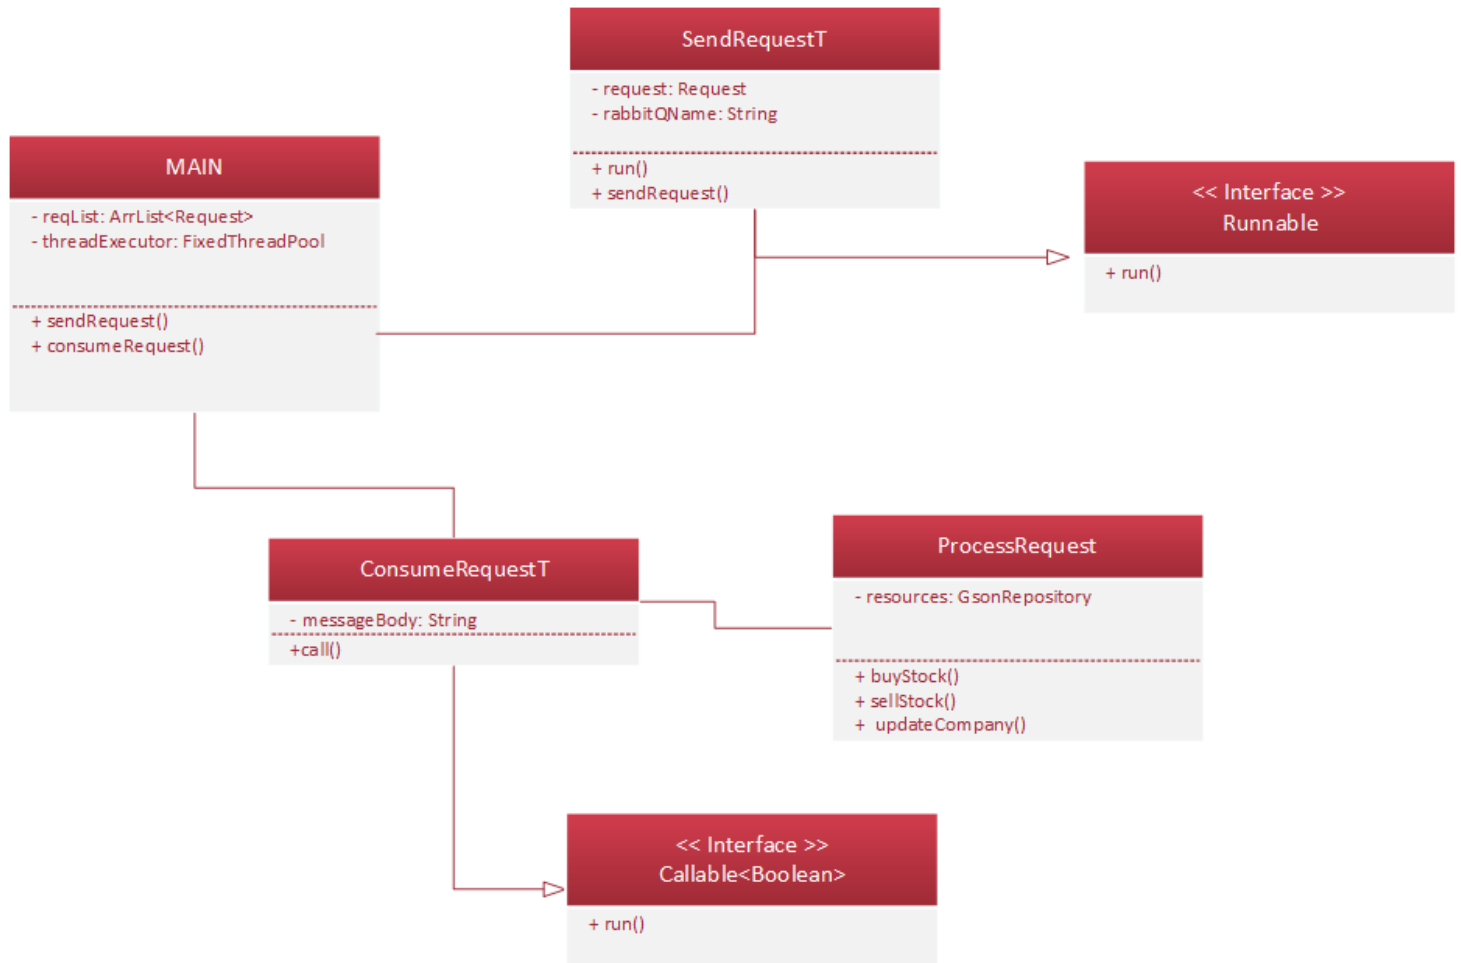 SendRequestT
- request: Request
- rabbitQName: String
+ run()
+ sendRequest()
MAIN
- reqList: ArrList<Request>
- threadExecutor: FixedThreadPool
+ sendRequest()
+ consumeRequest()
<< Interface >>
Runnable
+ run()
ConsumeRequestT
- messageBody: String
+call()
ProcessRequest
- resources: GsonRepository
+ buyStock()
+ sellStock()
+ updateCompany()
<< Interface >>
Callable<Boolean>
+ run()